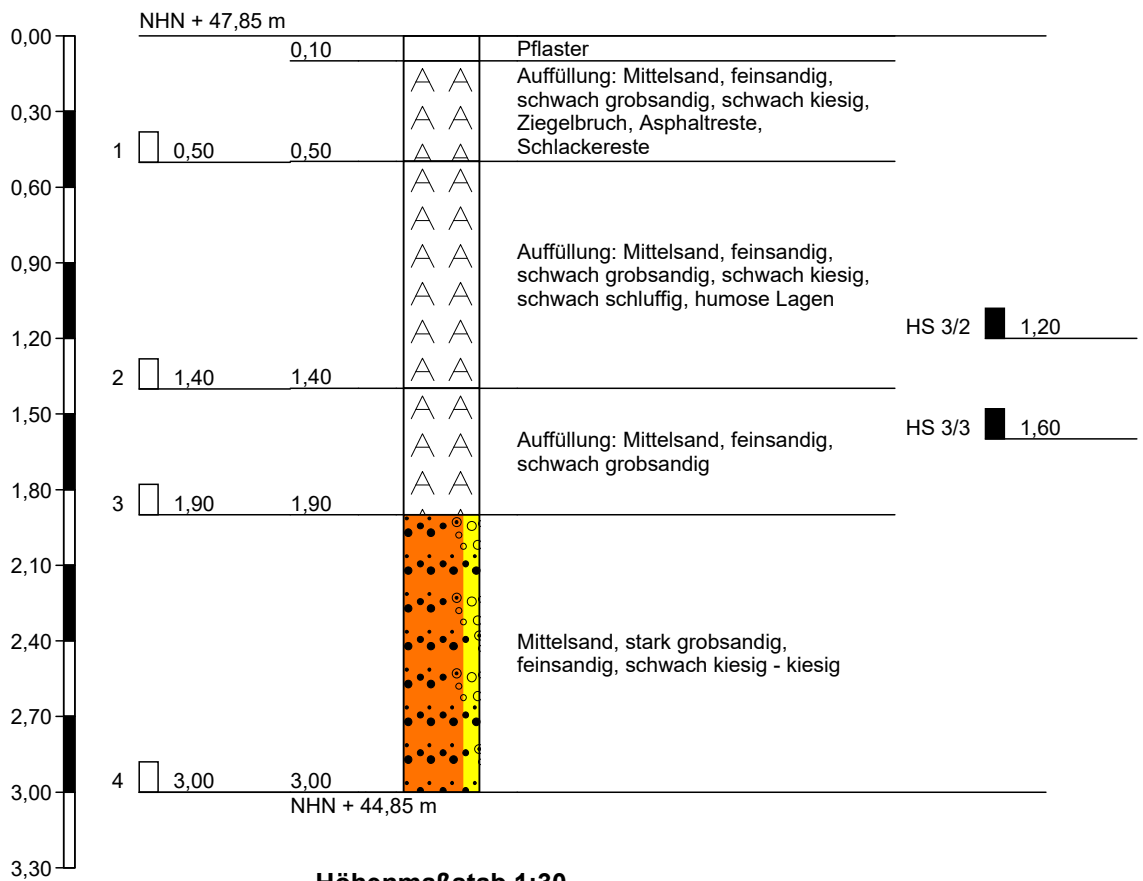 NHN + 47,85 m
0,00
0,10 Pflaster
Auffüllung: Mittelsand, feinsandig,
schwach grobsandig, schwach kiesig,
Ziegelbruch, Asphaltreste,
Schlackereste
0,30
1 0,50 0,50
0,60
Auffüllung: Mittelsand, feinsandig,
schwach grobsandig, schwach kiesig,
schwach schluffig, humose Lagen
0,90
HS 3/2 1,20
1,20
2 1,40 1,40
1,50
HS 3/3 1,60
Auffüllung: Mittelsand, feinsandig,
schwach grobsandig
1,80
3 1,90 1,90
2,10
2,40
Mittelsand, stark grobsandig,
feinsandig, schwach kiesig - kiesig
2,70
4 3,00 3,00
3,00
NHN + 44,85 m
3,30
Höhenmaßstab 1:30